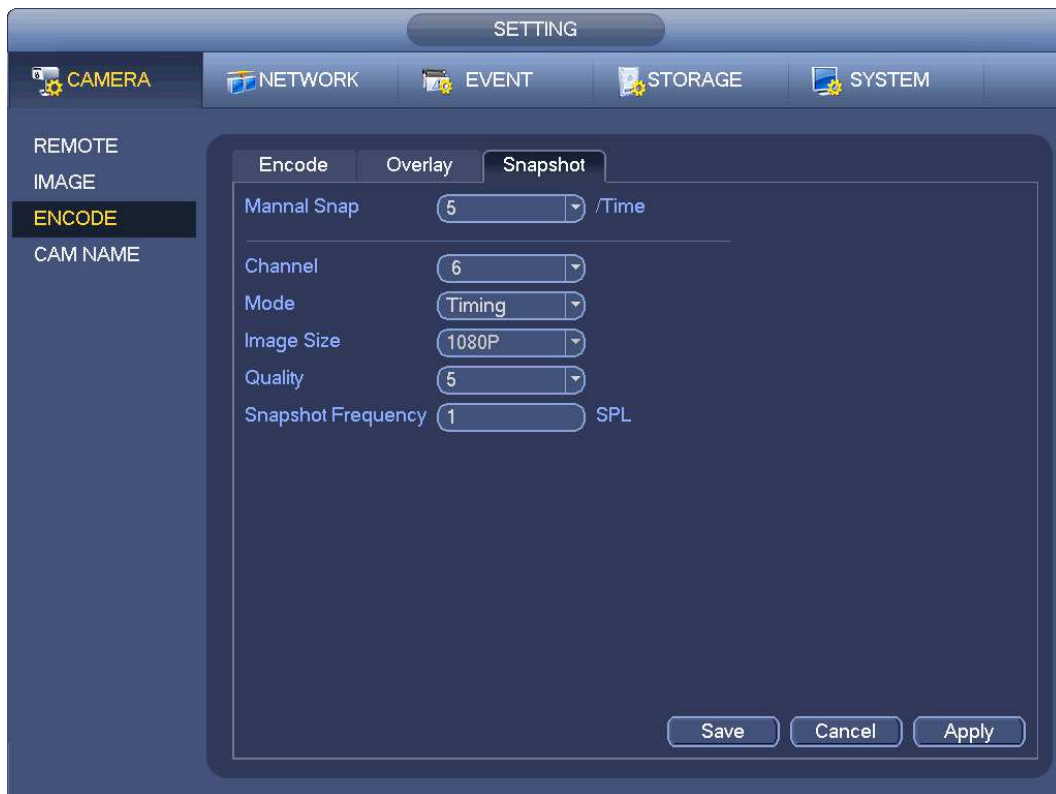 SETTING
CAMERA NETWORK EVENT STORAGE SYSTEM
REMOTE
IMAGE
ENCODE
CAM NAME
Encode Overlay Snapshot
Mannal Snap 5 /Time
Channel 6
Mode Timing
Image Size 1080P
Quality 5
Snapshot Frequency 1 SPL
Save Cancel Apply